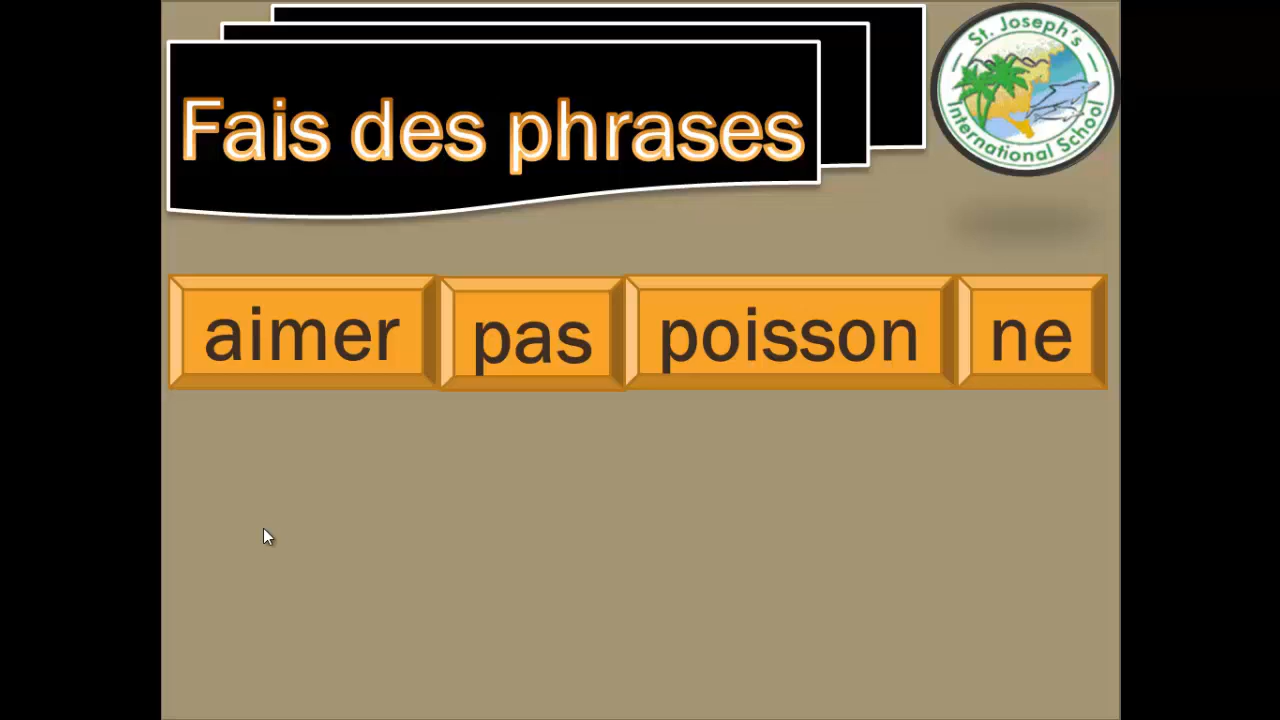 Fais des phrases
St. Joseph's
International School
aimer pas poisson ne